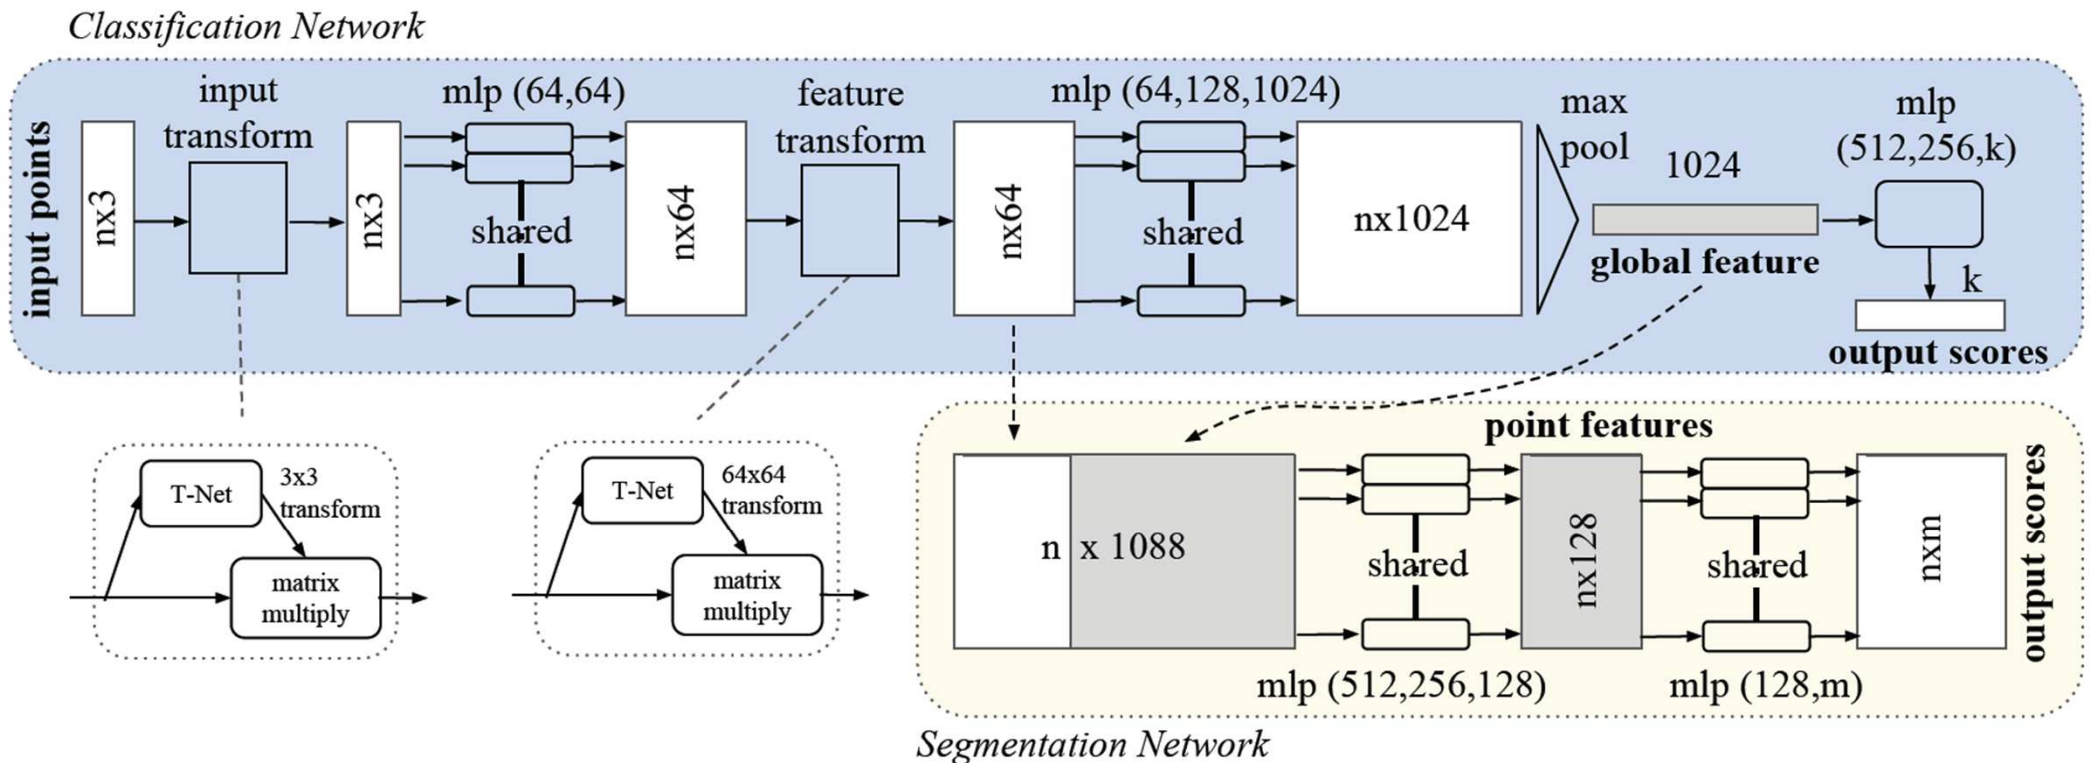 Classification Network
input points
nx3
input
transform
nx3
mlp (64,64)
shared
nx64
feature
transform
nx64
mlp (64,128,1024)
shared
nx1024
max
pool
1024
global feature
mlp
(512,256,k)
k
output scores
T-Net
3x3
transform
matrix
multiply
T-Net
64x64
transform
matrix
multiply
point features
n x 1088
shared
mlp (512,256,128)
nx128
shared
mlp (128,m)
nxm
output scores
Segmentation Network